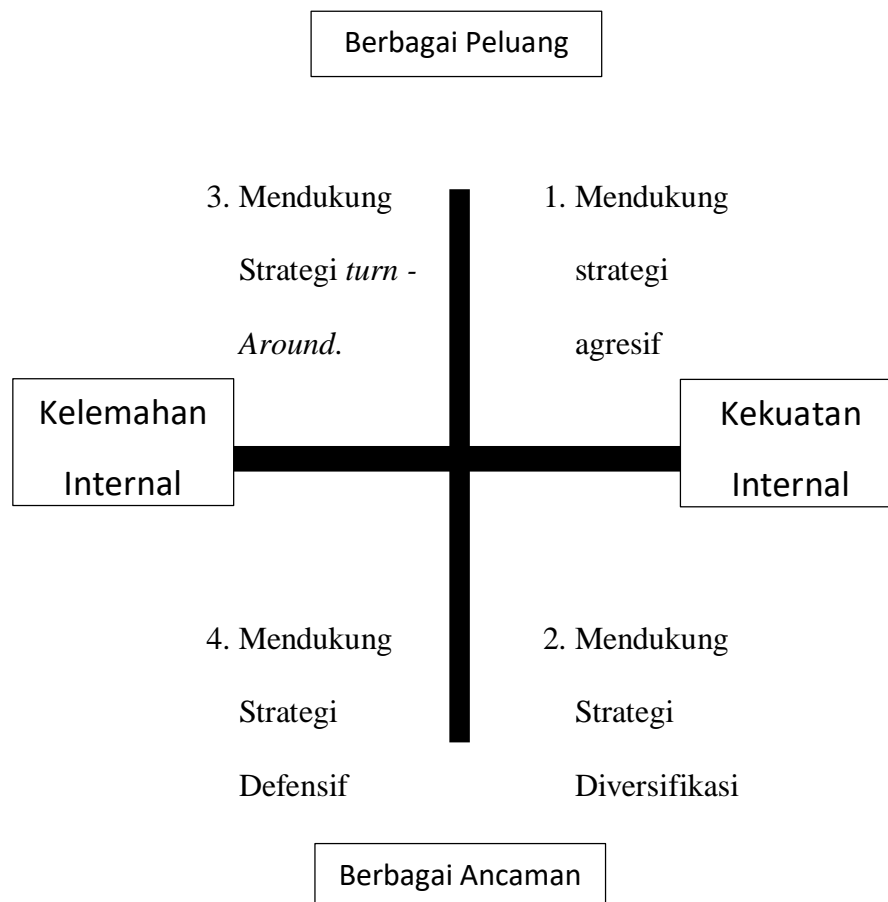 Berbagai Peluang
3. Mendukung
Strategi turn -
Around.
1. Mendukung
strategi
agresif
Kelemahan
Internal
Kekuatan
Internal
4. Mendukung
Strategi
Defensif
2. Mendukung
Strategi
Diversifikasi
Berbagai Ancaman